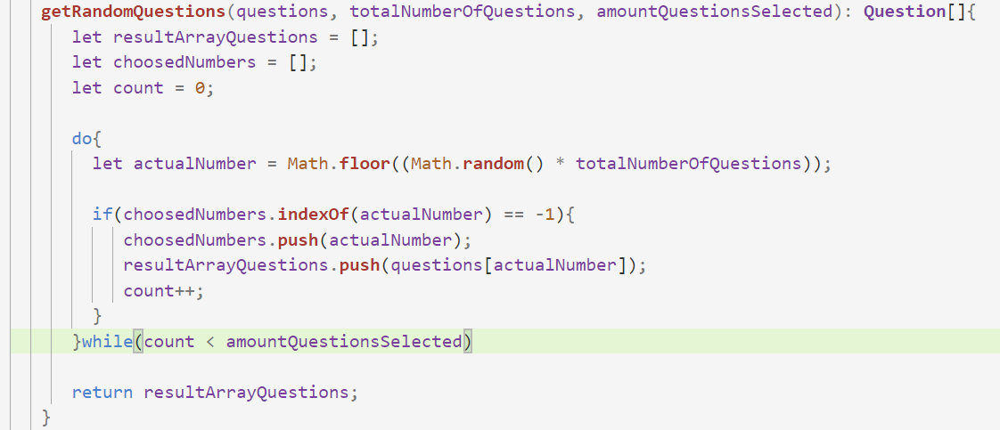 getRandomQuestions(questions, totalNumberOfQuestions, amountQuestionsSelected): Question[]{
let resultArrayQuestions = [];
let choosedNumbers = [];
let count = 0;
do{
let actualNumber = Math.floor((Math.random() * totalNumberOfQuestions));
if(choosedNumbers.indexOf(actualNumber) == -1){
choosedNumbers.push(actualNumber);
resultArrayQuestions.push(questions[actualNumber]);
count++;
}
}while(count < amountQuestionsSelected)
return resultArrayQuestions;
}